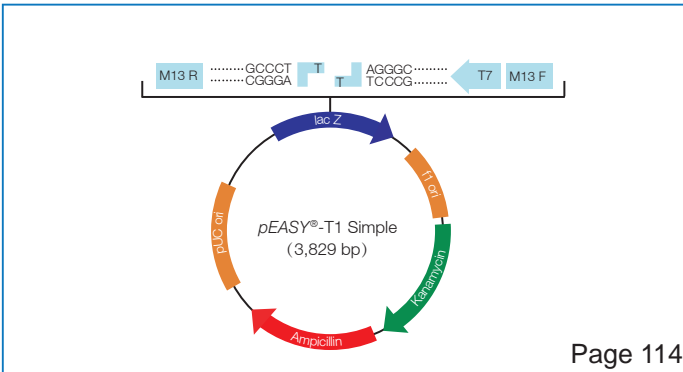 M13 R ·········GCCCT T AGGGC········· T7 M13 F
·········CGGGA T TCCCG·········
lac Z
f1 ori
pUC ori
pEASY®-T1 Simple
(3,829 bp)
Kanamycin
Ampicillin
Page 114